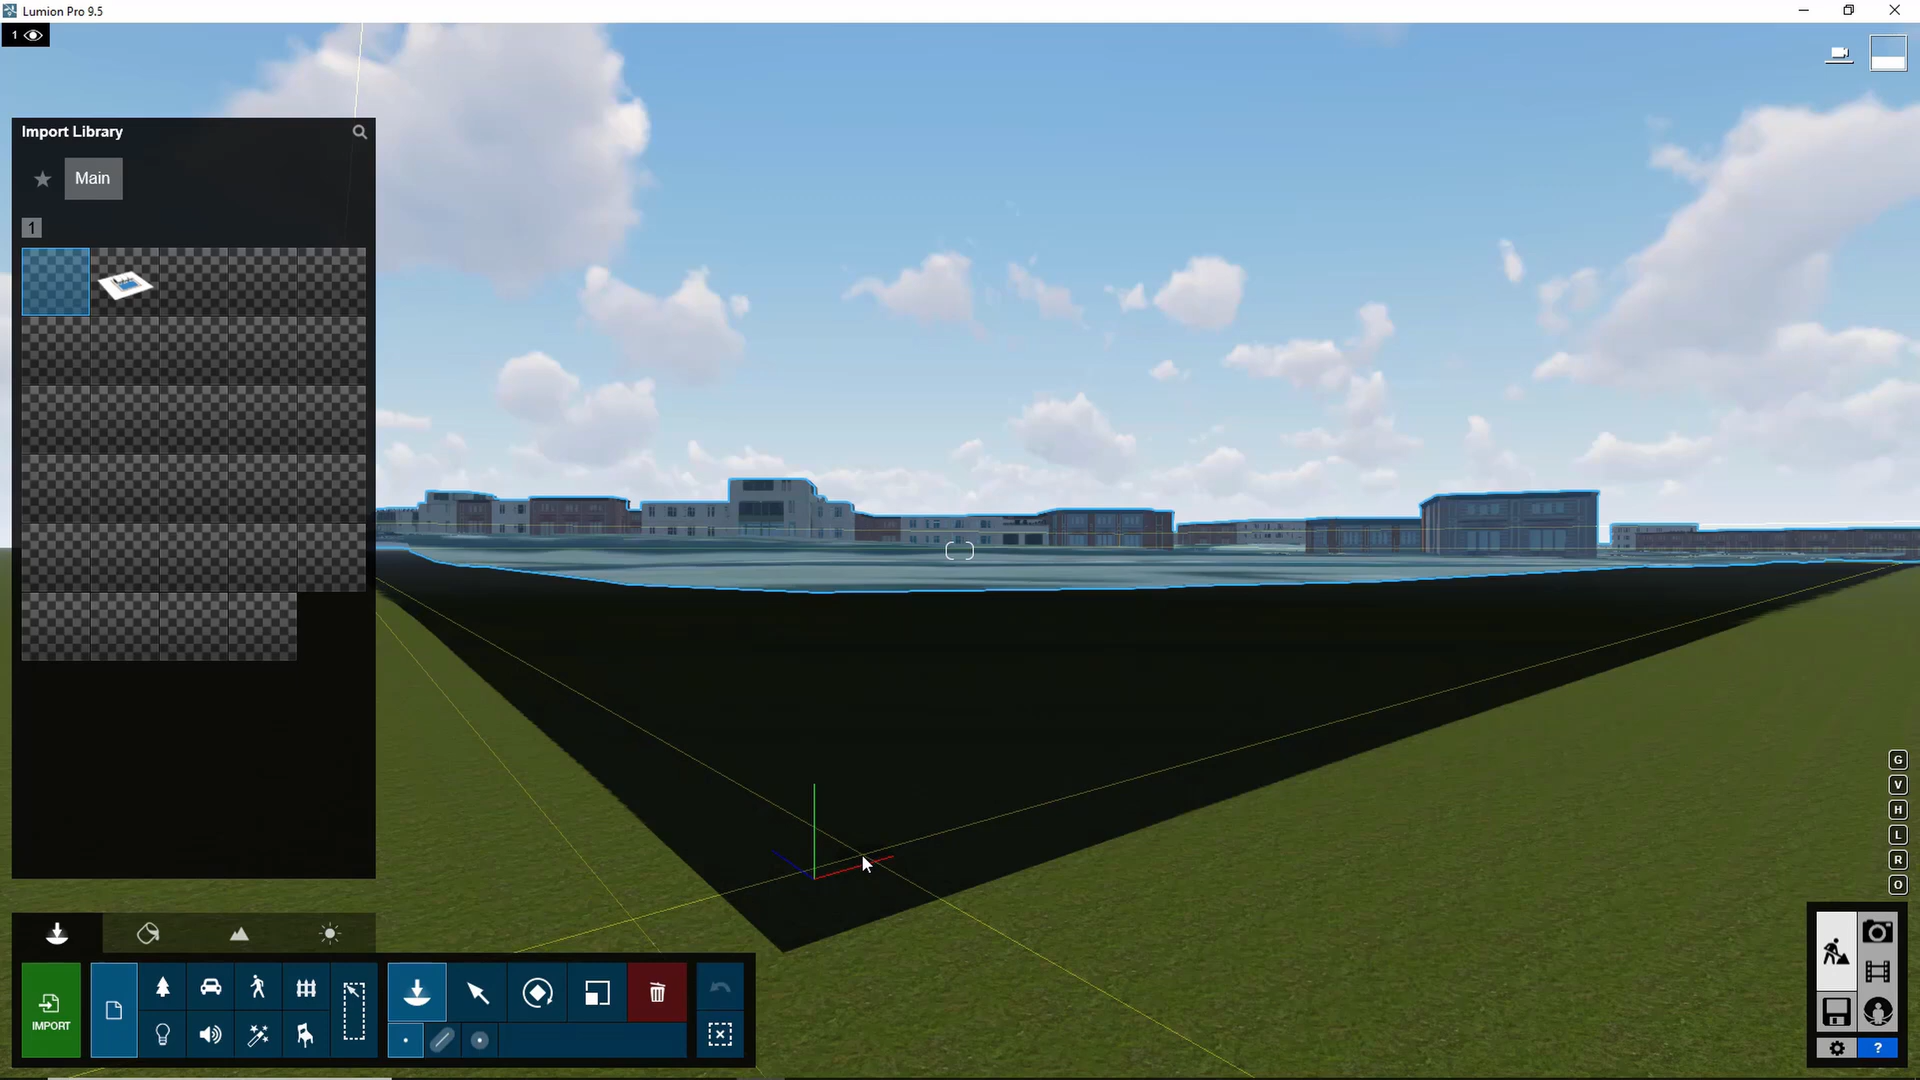 Lumion Pro 9.5
1
Import Library
Main
1
G
V
H
L
R
O
IMPORT
?